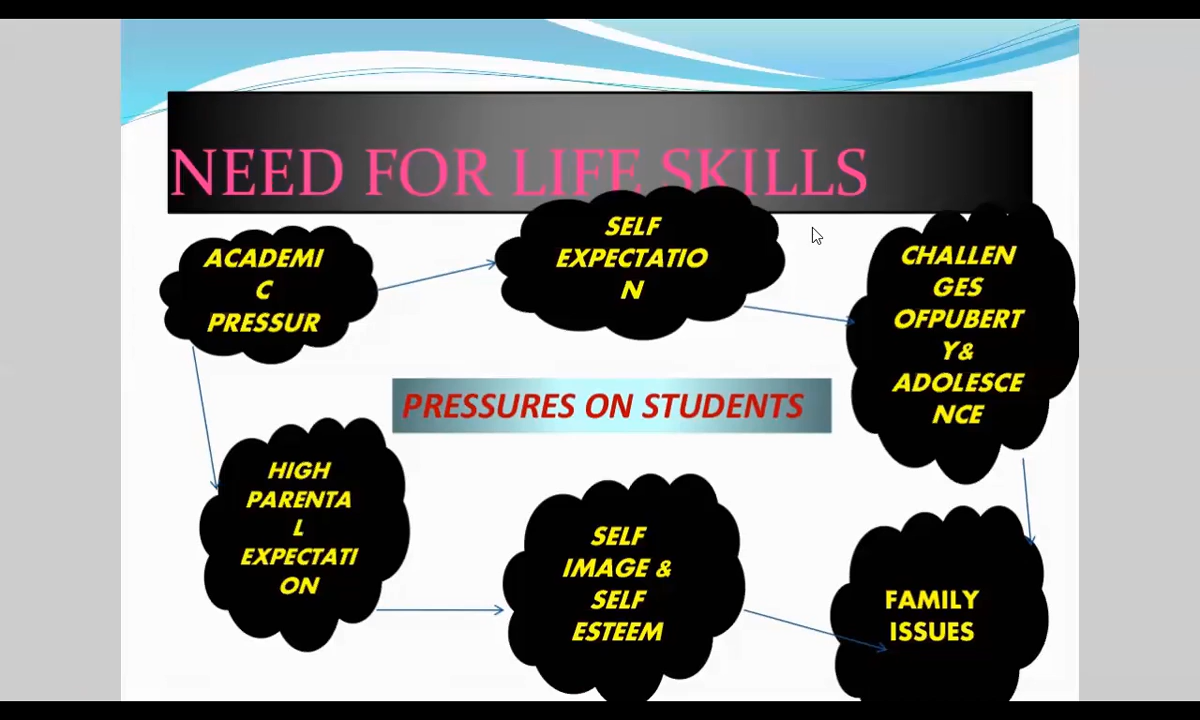 NEED FOR LIFE SKILLS
ACADEMI
C
PRESSUR
SELF
EXPECTATIO
N
CHALLEN
GES
OFPUBERT
Y&
ADOLESCE
NCE
PRESSURES ON STUDENTS
HIGH
PARENTA
L
EXPECTATI
ON
SELF
IMAGE &
SELF
ESTEEM
FAMILY
ISSUES